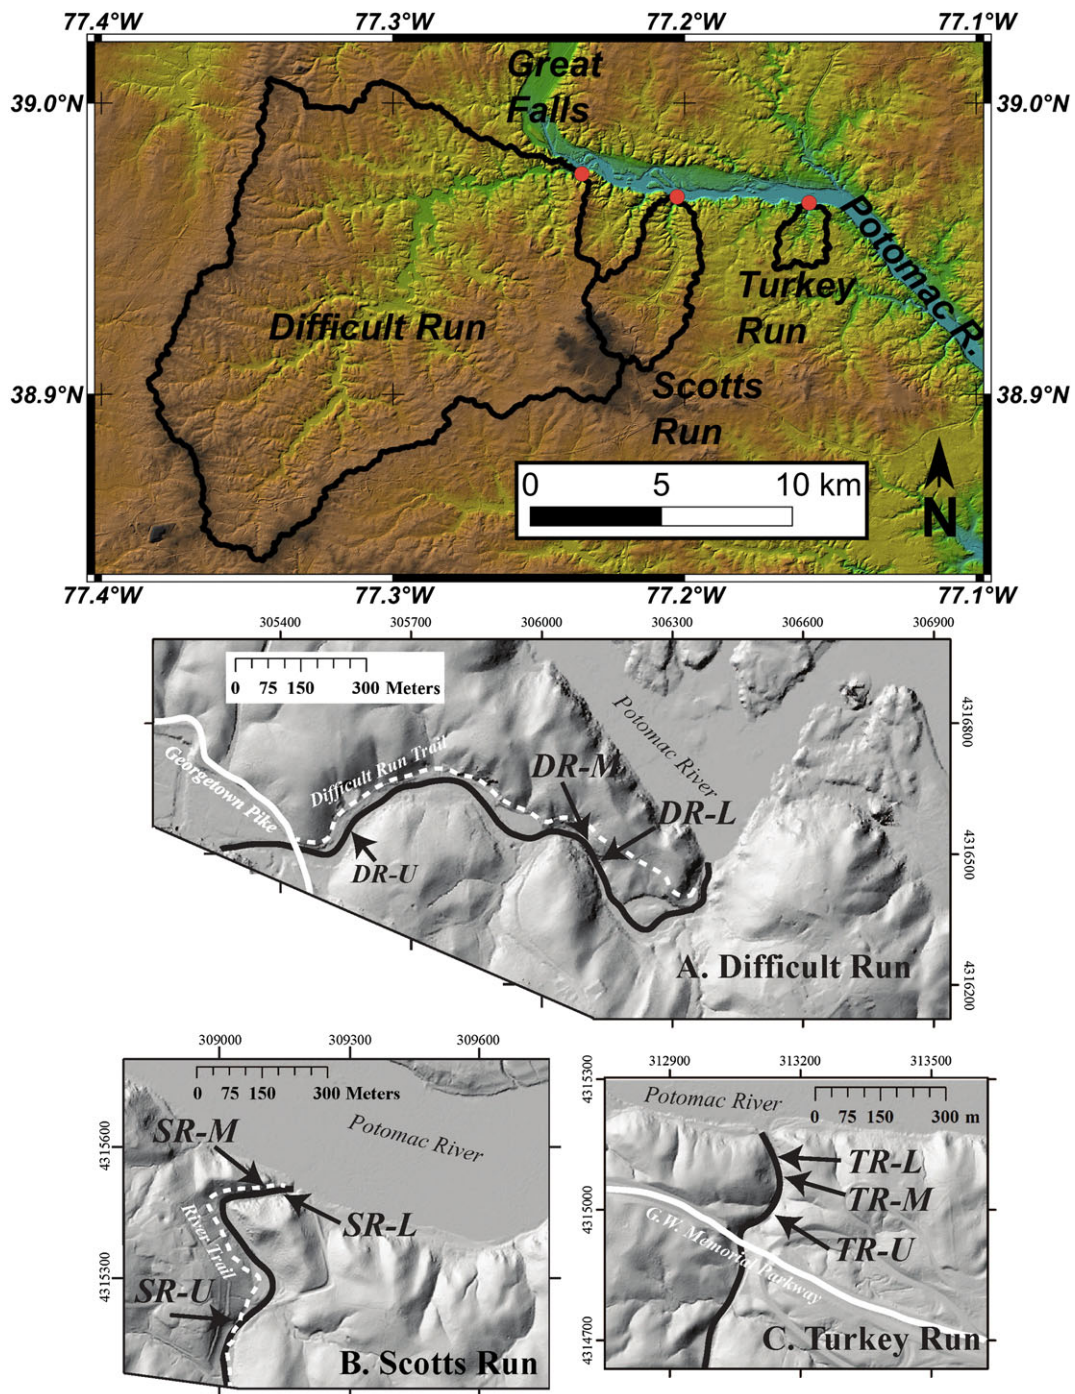 77.4°W 77.3°W 77.2°W 77.1°W
39.0°N 39.0°N
Great
Falls
Potomac R.
Difficult Run
Turkey
Run
Scotts
Run
38.9°N 38.9°N
0 5 10 km
N
77.4°W 77.3°W 77.2°W 77.1°W
305400 305700 306000 306300 306600 306900
0 75 150 300 Meters
Potomac River
4316800
Georgetown Pike
Difficult Run Trail
DR-M
DR-L
DR-U
4316500
A. Difficult Run
4316200
309000 309300 309600
0 75 150 300 Meters
Potomac River
4315600
SR-M
SR-L
River Trail
4315300
SR-U
B. Scotts Run
312900 313200 313500
4315300
Potomac River
0 75 150 300 m
TR-L
TR-M
4315000
G.W. Memorial Parkway
TR-U
C. Turkey Run
4314700